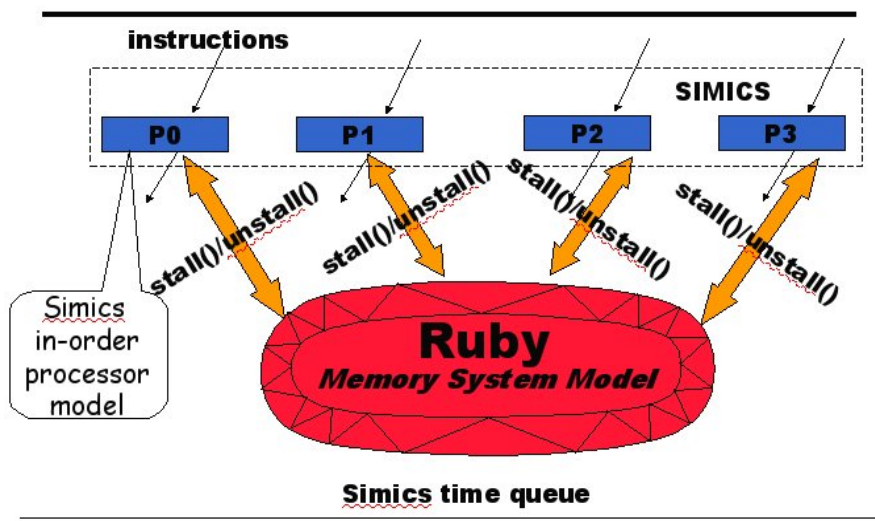 instructions
SIMICS
P0
P1
P2
P3
stall()/unstall()
stall()/unstall()
stall()/unstall()
stall()/unstall()
Simics
in-order
processor
model
Ruby
Memory System Model
Simics time queue